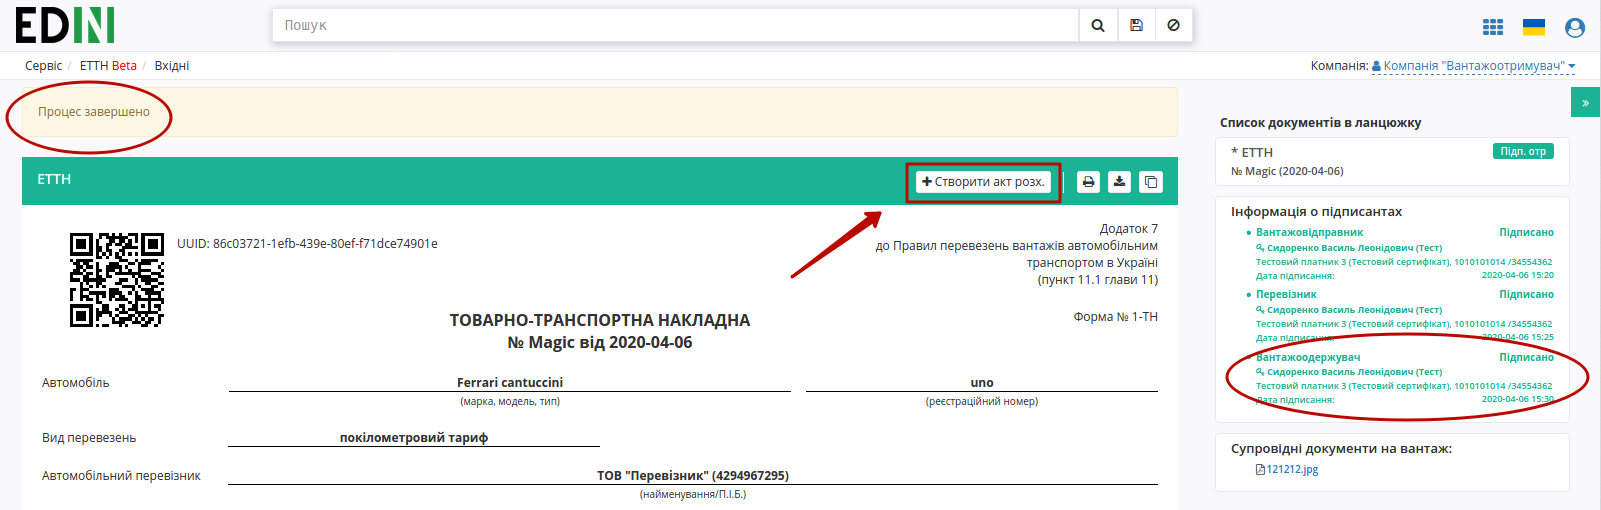 EDIN
Пошук
Сервіс / ЕТТН Beta / Вхідні
Компанія: Компанія "Вантажоотримувач"
Процес завершено
ЕТТН
Створити акт розх.
UUID: 86c03721-1efb-439e-80ef-f71dce74901e
Додаток 7
до Правил перевезень вантажів автомобільним
транспортом в Україні
(пункт 11.1 глави 11)
ТОВАРНО-ТРАНСПОРТНА НАКЛАДНА
Форма № 1-ТН
№ Magic від 2020-04-06
Автомобіль Ferrari cantuccini uno
(марка, модель, тип) (реєстраційний номер)
Вид перевезень покілометровий тариф
Автомобільний перевізник ТОВ "Перевізник" (4294967295)
(найменування/П.І.Б.)
»
Список документів в ланцюжку
* ЕТТН Підп. отр
№ Magic (2020-04-06)
Інформація о підписантах
Вантажовідправник Підписано
Сидоренко Василь Леонідович (Тест)
Тестовий платник 3 (Тестовий сертифікат), 1010101014 /34554362
Дата підписання: 2020-04-06 15:20
Перевізник Підписано
Сидоренко Василь Леонідович (Тест)
Тестовий платник 3 (Тестовий сертифікат), 1010101014 /34554362
Дата підписання: 2020-04-06 15:25
Вантажоодержувач Підписано
Сидоренко Василь Леонідович (Тест)
Тестовий платник 3 (Тестовий сертифікат), 1010101014 /34554362
Дата підписання: 2020-04-06 15:30
Супровідні документи на вантаж:
121212.jpg